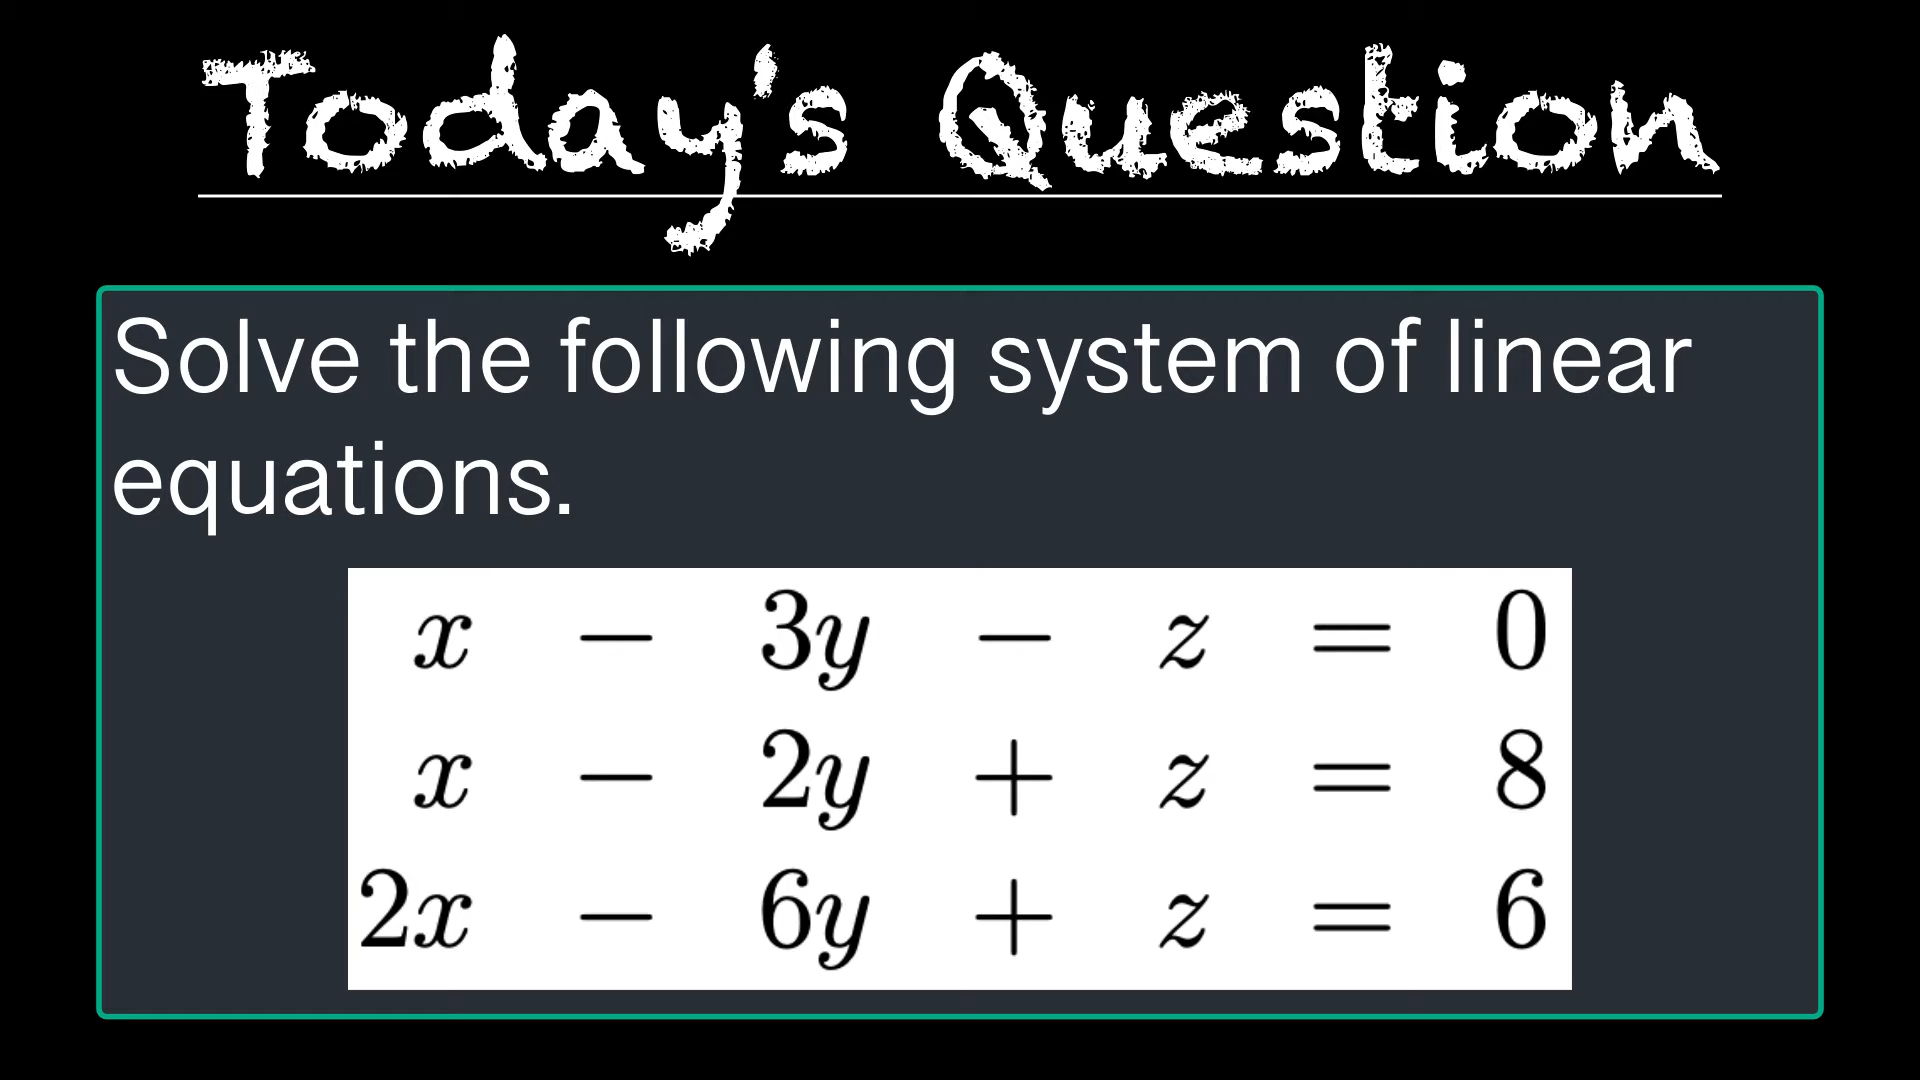 Today's Question
Solve the following system of linear
equations.
x − 3y − z = 0
x − 2y + z = 8
2x − 6y + z = 6